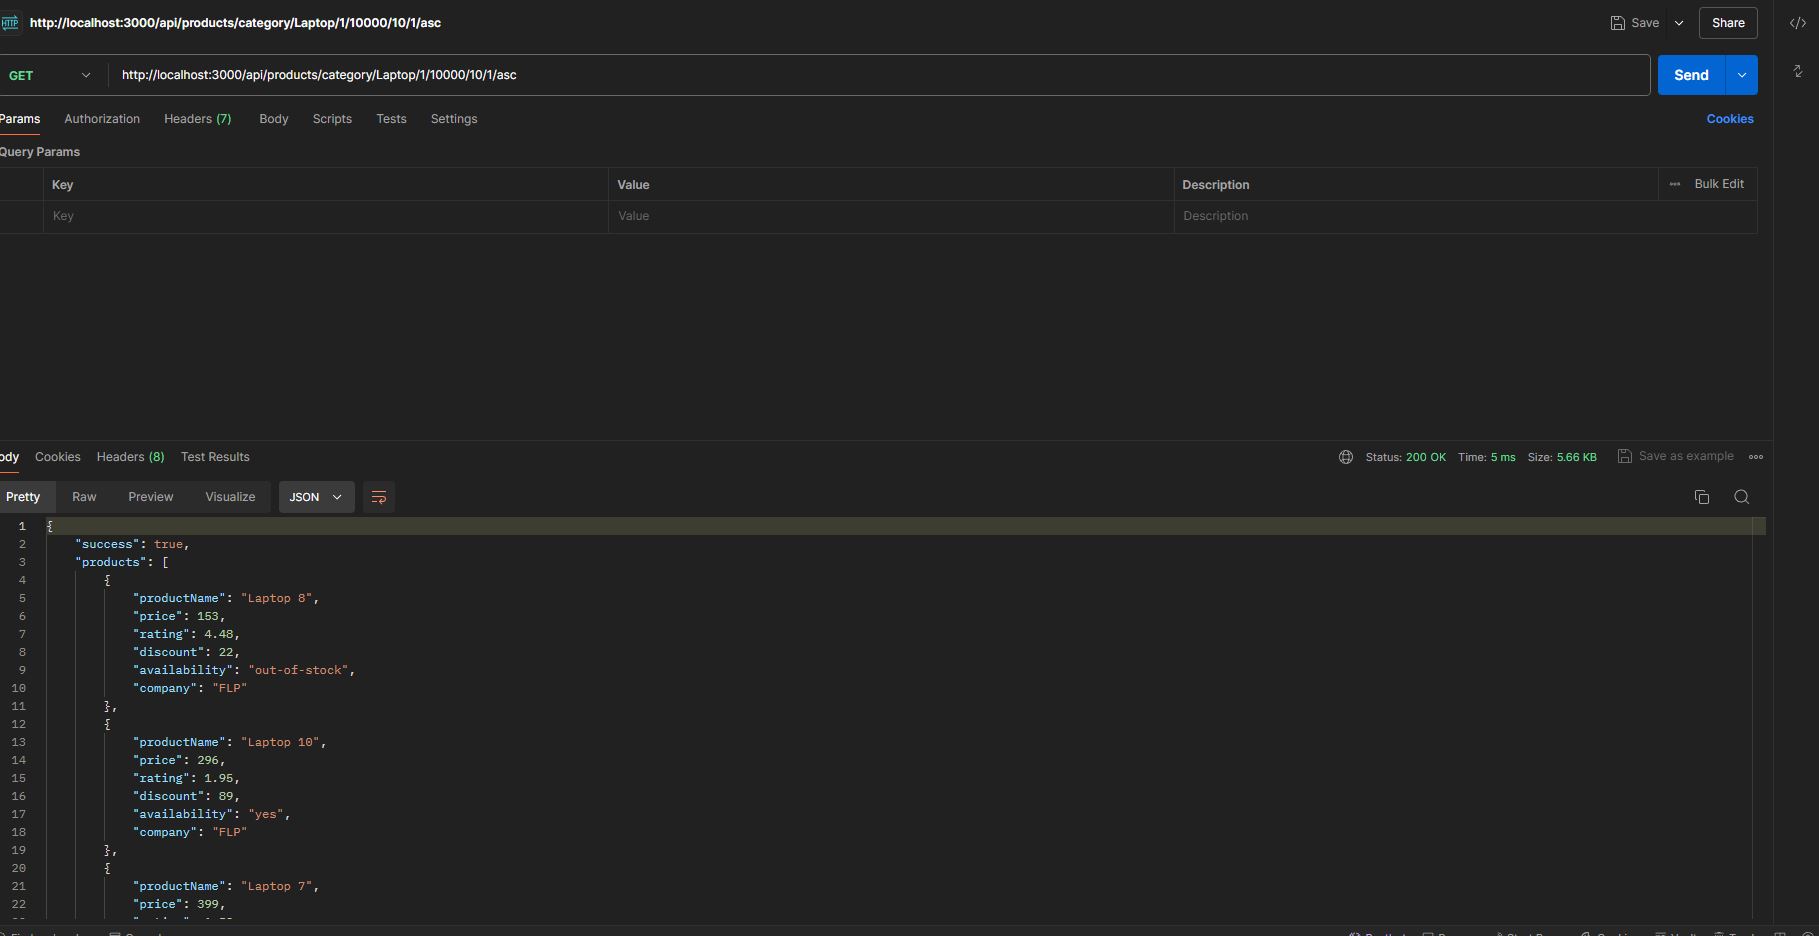 HTTP http://localhost:3000/api/products/category/Laptop/1/10000/10/1/asc Save Share </>
GET http://localhost:3000/api/products/category/Laptop/1/10000/10/1/asc Send
Params Authorization Headers (7) Body Scripts Tests Settings Cookies
Query Params
Key Value Description ••• Bulk Edit
Key Value Description
ody Cookies Headers (8) Test Results Status: 200 OK Time: 5 ms Size: 5.66 KB Save as example
Pretty Raw Preview Visualize JSON
1 {
2 "success": true,
3 "products": [
4 {
5 "productName": "Laptop 8",
6 "price": 153,
7 "rating": 4.48,
8 "discount": 22,
9 "availability": "out-of-stock",
10 "company": "FLP"
11 },
12 {
13 "productName": "Laptop 10",
14 "price": 296,
15 "rating": 1.95,
16 "discount": 89,
17 "availability": "yes",
18 "company": "FLP"
19 },
20 {
21 "productName": "Laptop 7",
22 "price": 399,